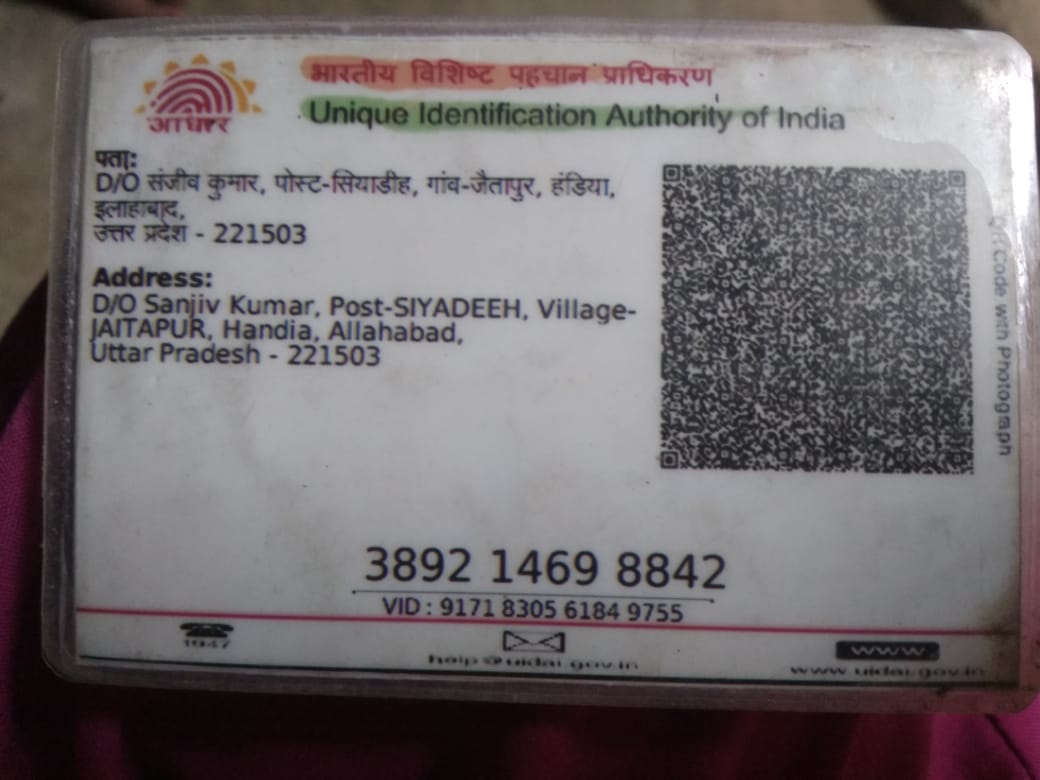 आधार
भारतीय विशिष्ट पहचान प्राधिकरण
Unique Identification Authority of India
पता:
D/O संजीव कुमार, पोस्ट-सियाडीह, गांव-जैतापुर, हंडिया,
इलाहाबाद,
उत्तर प्रदेश - 221503
Address:
D/O Sanjiv Kumar, Post-SIYADEEH, Village-
JAITAPUR, Handia, Allahabad,
Uttar Pradesh - 221503
Code with Photograph
3892 1469 8842
VID : 9171 8305 6184 9755
1947
help@uidai.gov.in
www.
www.uidai.gov.in